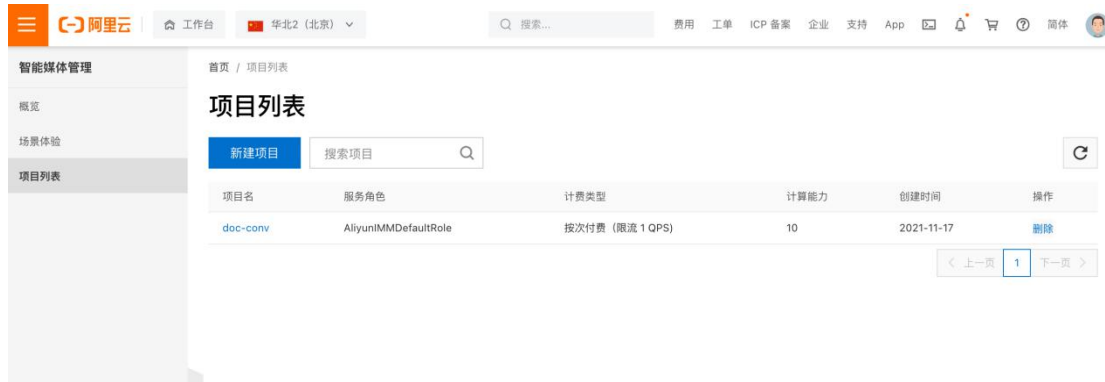 阿里云 工作台 华北2（北京） 搜索... 费用 工单 ICP 备案 企业 支持 App 简体
智能媒体管理
首页 / 项目列表
概览
项目列表
场景体验
新建项目 搜索项目
项目列表
项目名 服务角色 计费类型 计算能力 创建时间 操作
doc-conv AliyunIMMDefaultRole 按次付费（限流 1 QPS） 10 2021-11-17 删除
上一页 1 下一页